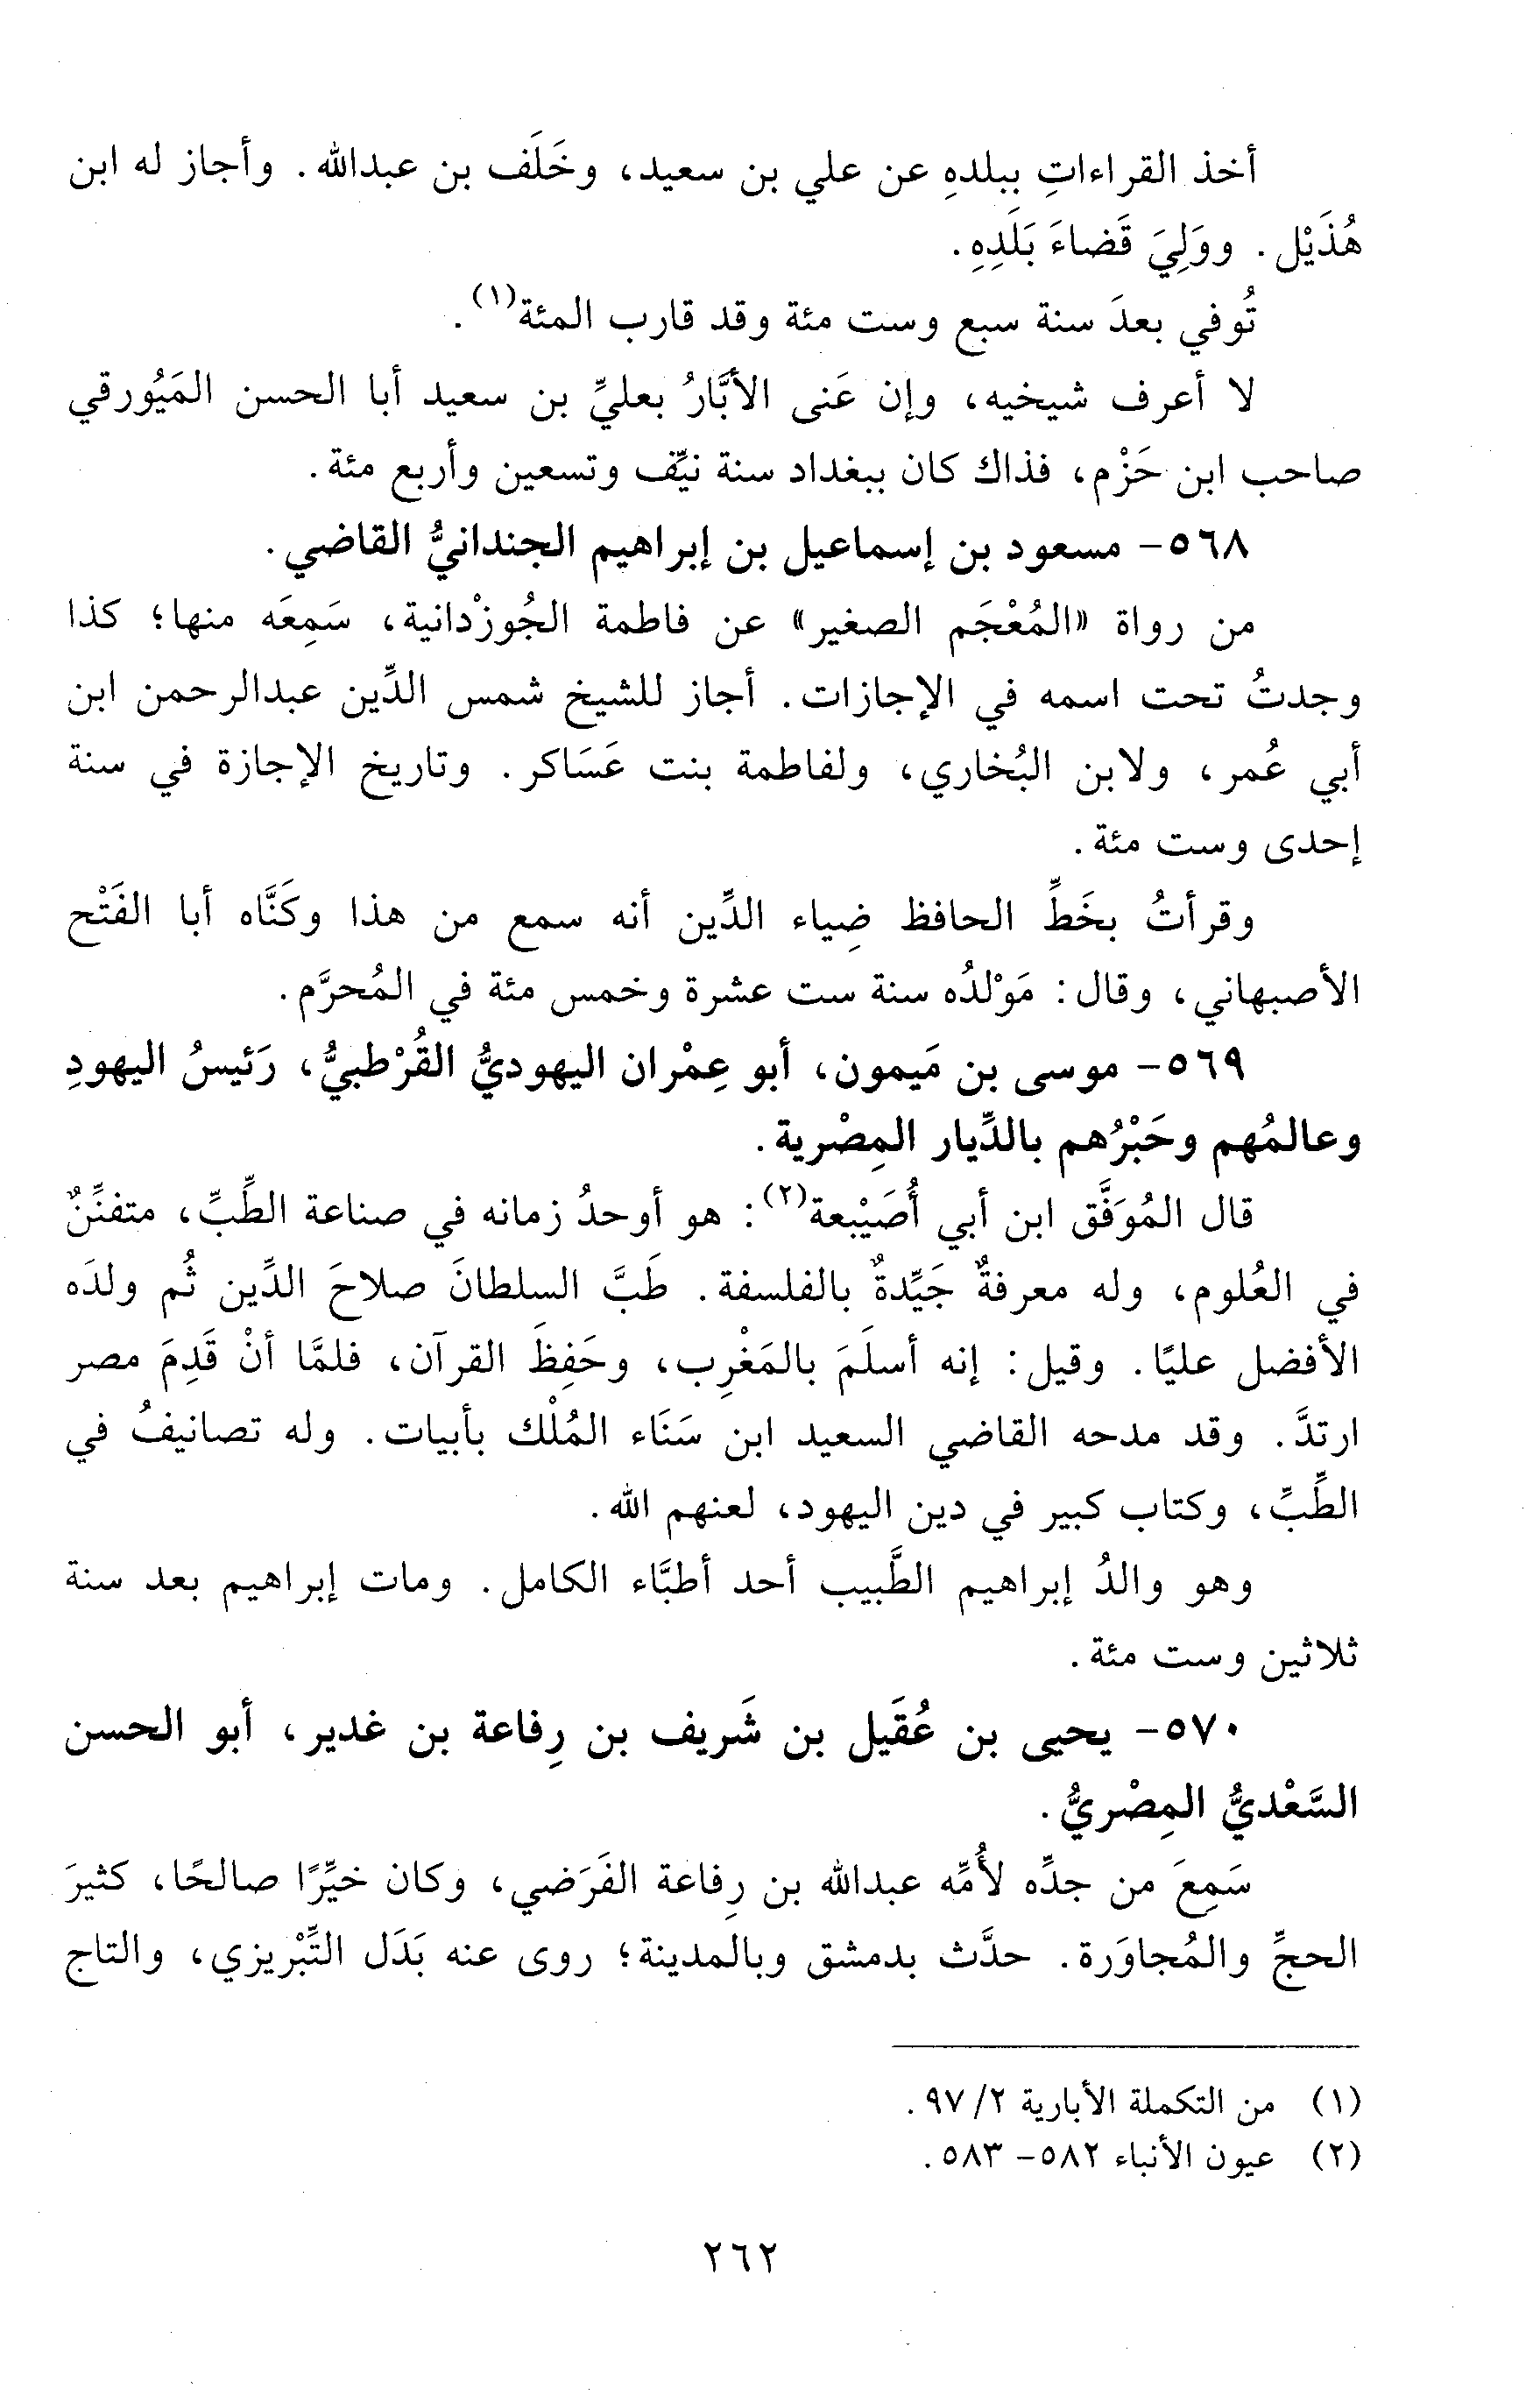 أخذ القراءاتِ ببلدهِ عن علي بن سعيد، وخَلَف بن عبدالله. وأجاز له ابن
هُذَيْل. ووَلِيَ قَضاءَ بَلَدِهِ.
تُوفي بعدَ سنة سبع وست مئة وقد قارب المئة(١).
لا أعرف شيخيه، وإن عَنى الأبَّارُ بعليِّ بن سعيد أبا الحسن المَيُورقي
صاحب ابن حَزْم، فذاك كان ببغداد سنة نيِّف وتسعين وأربع مئة.
٥٦٨- مسعود بن إسماعيل بن إبراهيم الجندانيُّ القاضي.
من رواة «المُعْجَم الصغير» عن فاطمة الجُوزْدانية، سَمِعَه منها؛ كذا
وجدتُ تحت اسمه في الإجازات. أجاز للشيخ شمس الدِّين عبدالرحمن ابن
أبي عُمر، ولابن البُخاري، ولفاطمة بنت عَسَاكر. وتاريخ الإجازة في سنة
إحدى وست مئة.
وقرأتُ بخَطِّ الحافظ ضِياء الدِّين أنه سمع من هذا وكَنَّاه أبا الفَتْح
الأصبهاني، وقال: مَوْلدُه سنة ست عشرة وخمس مئة في المُحرَّم.
٥٦٩- موسى بن مَيمون، أبو عِمْران اليهوديُّ القُرْطبيُّ، رَئيسُ اليهودِ
وعالمُهم وحَبْرُهم بالدِّيار المِصْرية.
قال المُوَفَّق ابن أبي أُصَيْبعة(٢): هو أوحدُ زمانه في صناعة الطِّبِّ، متفنِّنٌ
في العُلوم، وله معرفةٌ جَيِّدةٌ بالفلسفة. طَبَّ السلطانَ صلاحَ الدِّين ثُم ولدَه
الأفضل عليًا. وقيل: إنه أسلَمَ بالمَغْرِب، وحَفِظَ القرآن، فلمَّا أنْ قَدِمَ مصر
ارتدَّ. وقد مدحه القاضي السعيد ابن سَنَاء المُلْك بأبيات. وله تصانيفُ في
الطِّبِّ، وكتاب كبير في دين اليهود، لعنهم الله.
وهو والدُ إبراهيم الطَّبيب أحد أطبَّاء الكامل. ومات إبراهيم بعد سنة
ثلاثين وست مئة.
٥٧٠- يحيى بن عُقَيل بن شَريف بن رِفاعة بن غدير، أبو الحسن
السَّعْديُّ المِصْريُّ.
سَمِعَ من جدِّه لأُمِّه عبدالله بن رِفاعة الفَرَضي، وكان خيِّرًا صالحًا، كثيرَ
الحجِّ والمُجاوَرة. حدَّث بدمشق وبالمدينة؛ روى عنه بَدَل التِّبْريزي، والتاج
(١) من التكملة الأبارية ٢/ ٩٧.
(٢) عيون الأنباء ٥٨٢- ٥٨٣.
٢٦٢